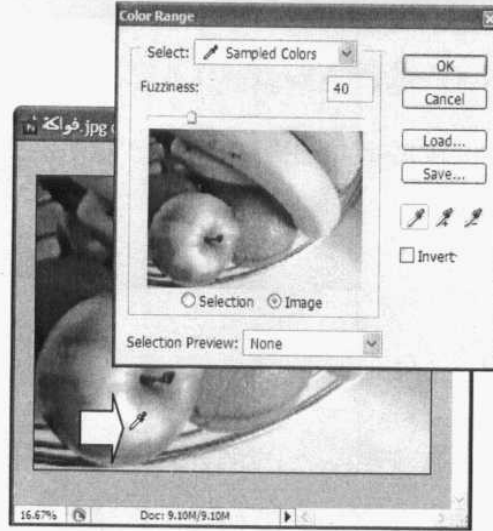 Color Range
Select: Sampled Colors
OK
Fuzziness: 40
Cancel
Load...
Save...
Invert
Selection Image
Selection Preview: None
فواكة.jpg
16.67% Doc: 9.10M/9.10M